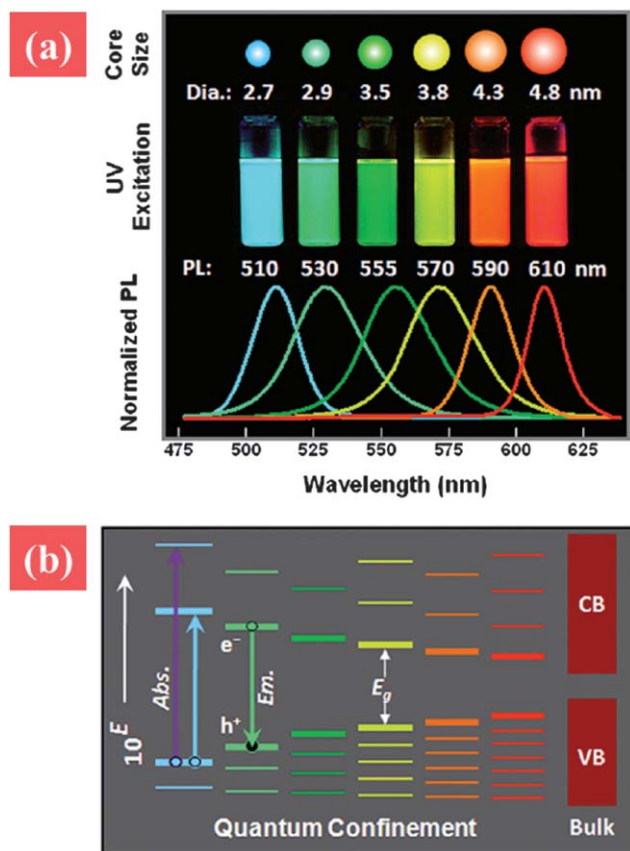 (a)
Core Size
Dia.: 2.7 2.9 3.5 3.8 4.3 4.8 nm
UV Excitation
PL: 510 530 555 570 590 610 nm
Normalized PL
475 500 525 550 575 600 625
Wavelength (nm)
(b)
10^E
Abs.
e⁻
Em.
h⁺
E_g
CB
VB
Quantum Confinement
Bulk